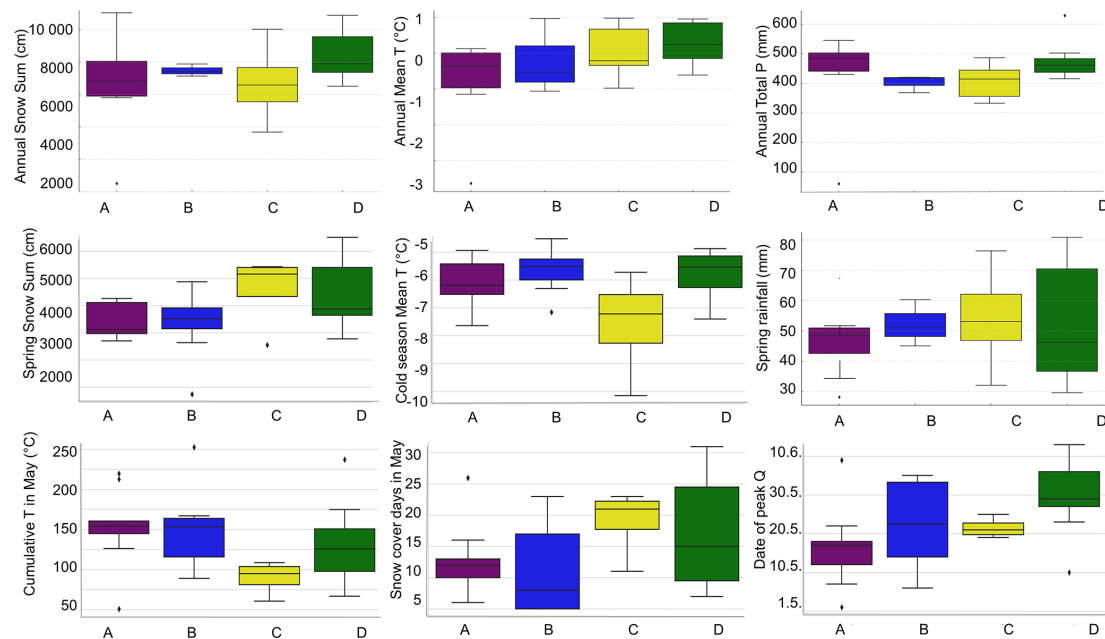 Annual Snow Sum (cm)
10 000
8000
6000
4000
2000
A B C D
Annual Mean T (°C)
1
0
-1
-2
-3
A B C D
Annual Total P (mm)
600
500
400
300
200
100
A B C D
Spring Snow Sum (cm)
6000
5000
4000
3000
2000
A B C D
Cold season Mean T (°C)
-5
-6
-7
-8
-9
-10
A B C D
Spring rainfall (mm)
80
70
60
50
40
30
A B C D
Cumulative T in May (°C)
250
200
150
100
50
A B C D
Snow cover days in May
30
25
20
15
10
5
A B C D
Date of peak Q
10.6.
30.5
20.5
10.5
1.5.
A B C D